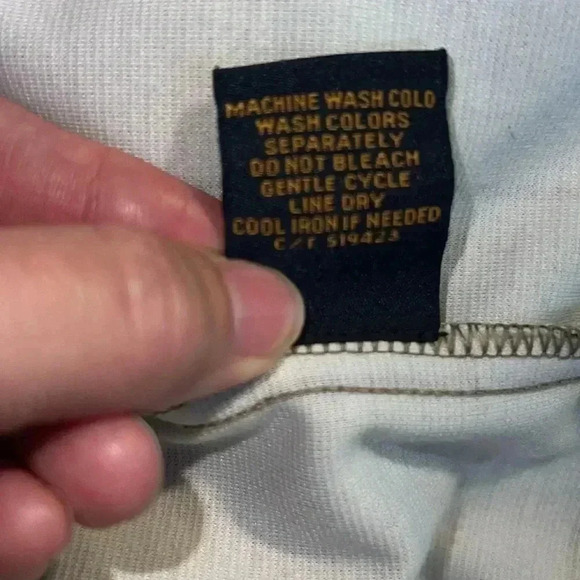 MACHINE WASH COLD
WASH COLORS
SEPARATELY
DO NOT BLEACH
GENTLE CYCLE
LINE DRY
COOL IRON IF NEEDED
C/T 519423